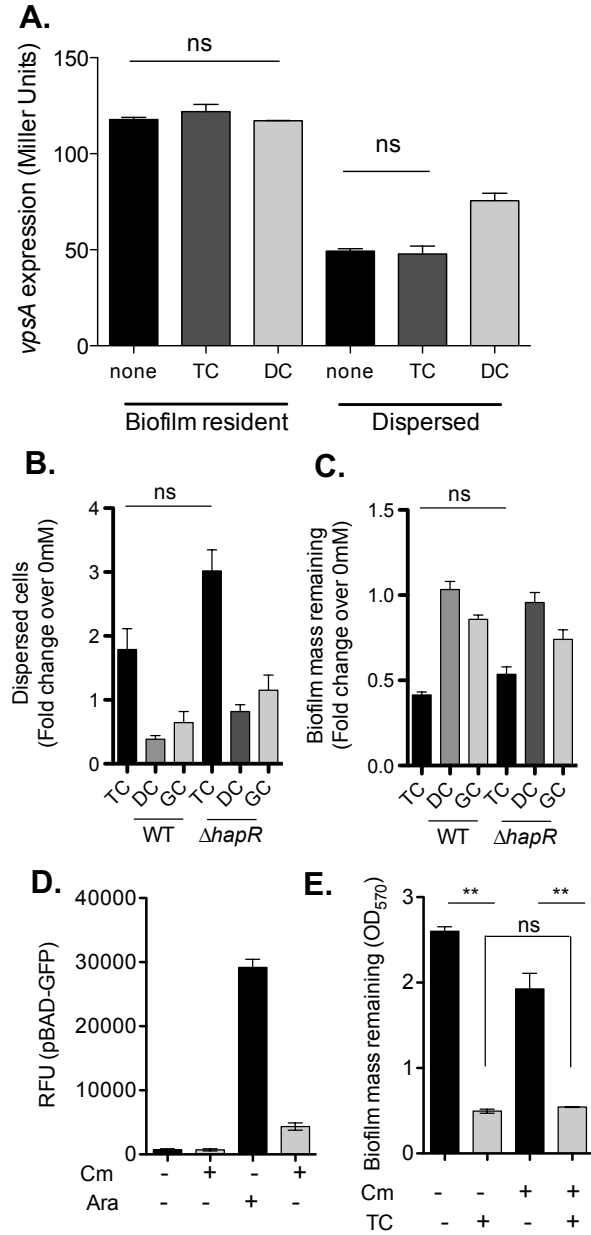 A.
vpsA expression (Miller Units)
150
100
50
0
ns
ns
none TC DC none TC DC
Biofilm resident Dispersed
B.
Dispersed cells
(Fold change over 0mM)
4
3
2
1
0
ns
TC DC GC TC DC GC
WT ΔhapR
C.
Biofilm mass remaining
(Fold change over 0mM)
1.5
1.0
0.5
0.0
ns
TC DC GC TC DC GC
WT ΔhapR
D.
RFU (pBAD-GFP)
40000
30000
20000
10000
0
Cm - + - +
Ara - - +
E.
Biofilm mass remaining (OD570)
3
2
1
0
** **
ns
Cm - - + +
TC - + - +